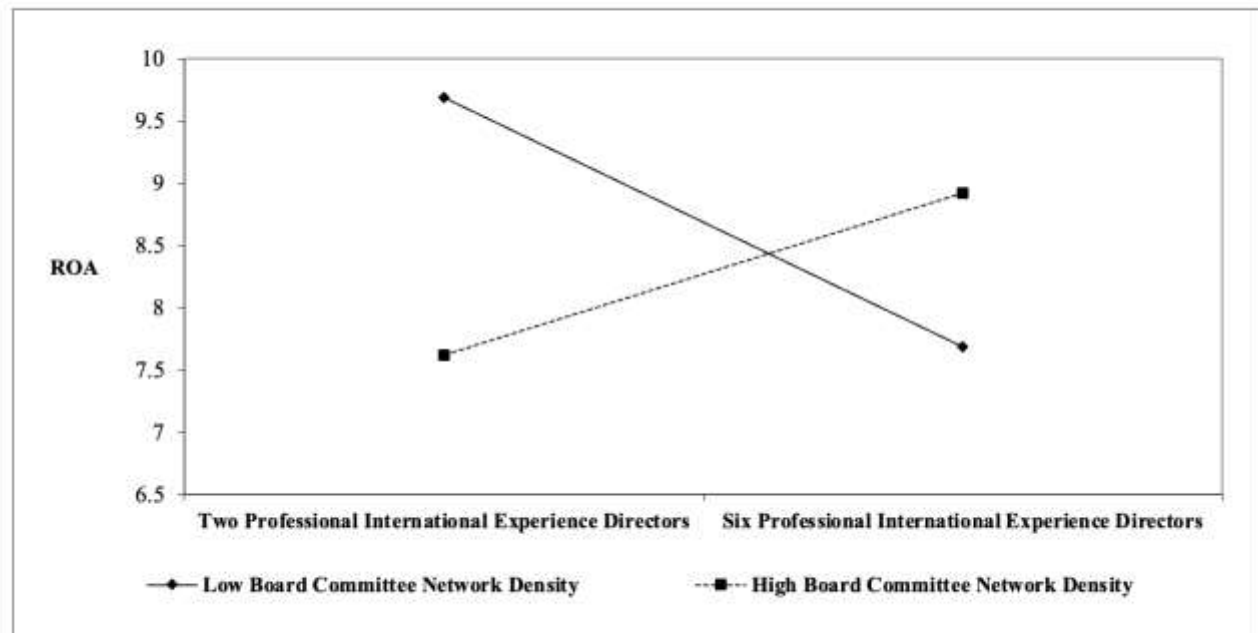 10
9.5
9
8.5
ROA
8
7.5
7
6.5
Two Professional International Experience Directors
Six Professional International Experience Directors
Low Board Committee Network Density
High Board Committee Network Density